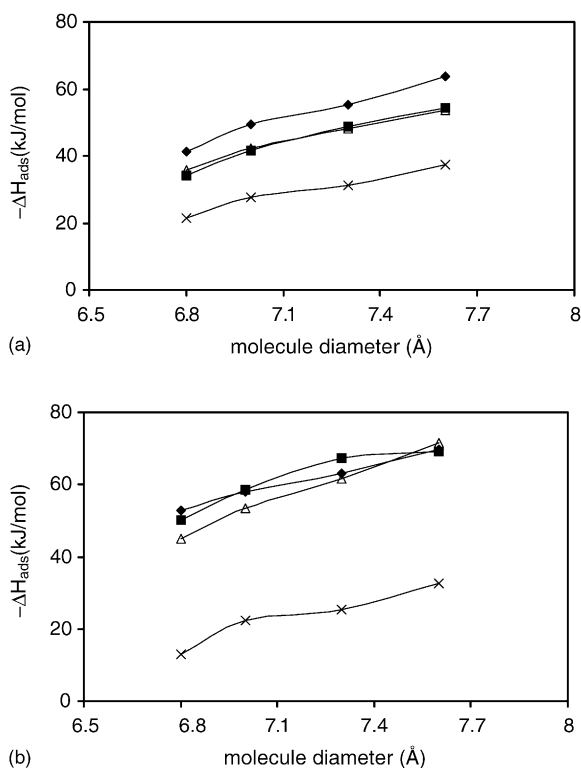 80
60
40
20
0
−ΔHads(kJ/mol)
6.5 6.8 7.1 7.4 7.7 8
(a)
molecule diameter (Å)
80
60
40
20
0
−ΔHads(kJ/mol)
6.5 6.8 7.1 7.4 7.7 8
(b)
molecule diameter (Å)